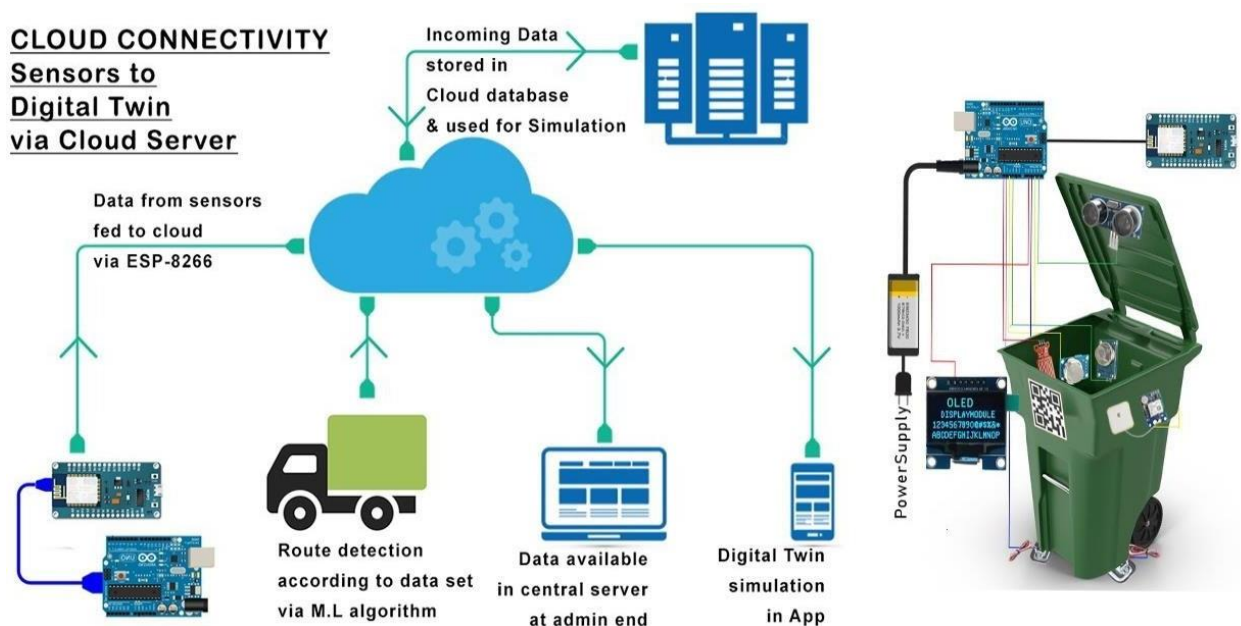 CLOUD CONNECTIVITY
Sensors to
Digital Twin
via Cloud Server
Incoming Data
stored in
Cloud database
& used for Simulation
Data from sensors
fed to cloud
via ESP-8266
Route detection
according to data set
via M.L algorithm
Data available
in central server
at admin end
Digital Twin
simulation
in App
UNO
ARDUINO
PowerSupply
OLED
DISPLAYMODULE
ABCDEFGHIJKLMNOP